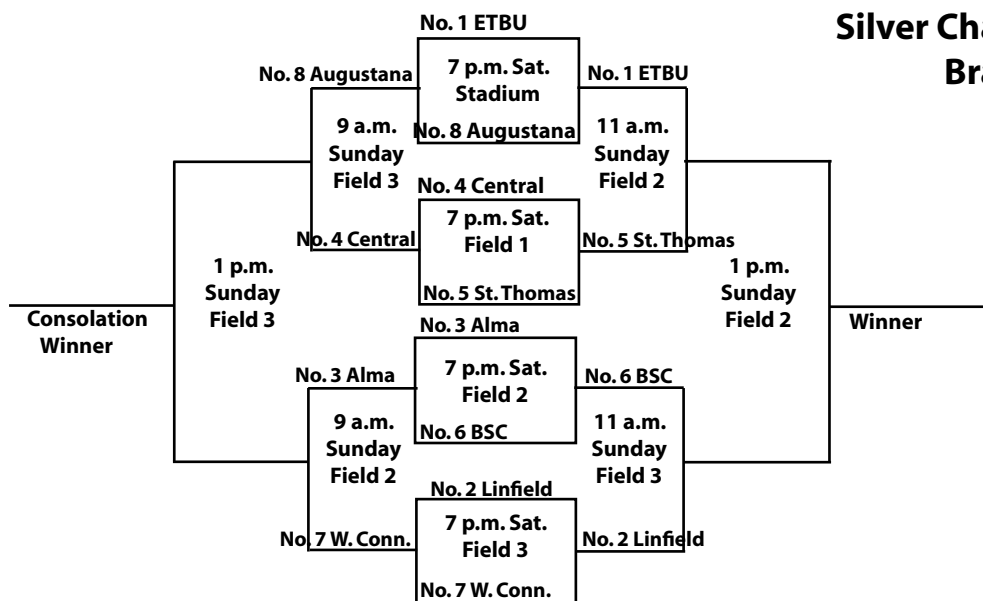 Silver Cha
Bra
No. 1 ETBU
No. 8 Augustana
7 p.m. Sat.
Stadium
No. 1 ETBU
No. 8 Augustana
9 a.m.
Sunday
Field 3
11 a.m.
Sunday
Field 2
No. 4 Central
7 p.m. Sat.
Field 1
No. 4 Central
No. 5 St. Thomas
No. 5 St. Thomas
1 p.m.
Sunday
Field 3
1 p.m.
Sunday
Field 2
Consolation
Winner
Winner
No. 3 Alma
7 p.m. Sat.
Field 2
No. 3 Alma
No. 6 BSC
No. 6 BSC
9 a.m.
Sunday
Field 2
11 a.m.
Sunday
Field 3
No. 2 Linfield
7 p.m. Sat.
Field 3
No. 7 W. Conn.
No. 2 Linfield
No. 7 W. Conn.